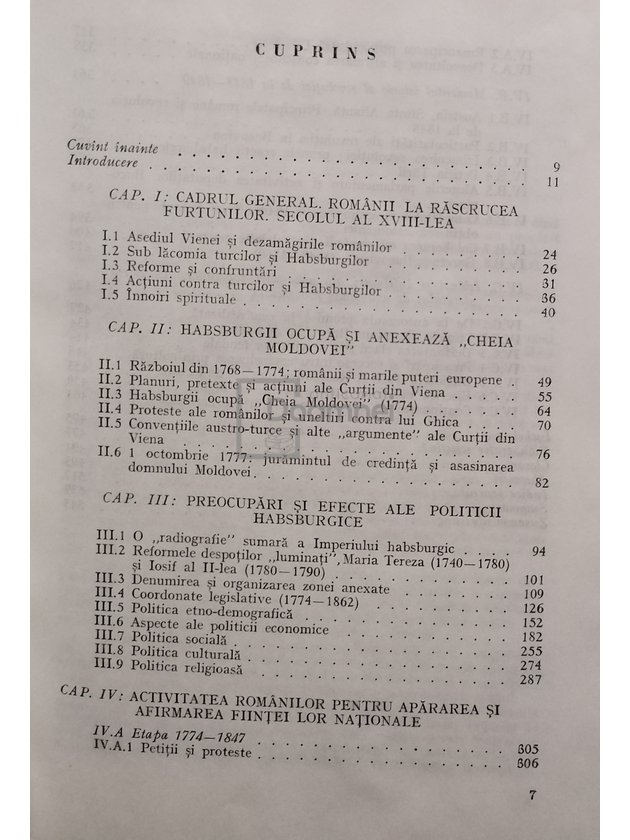 CUPRINS
Cuvînt înainte . . . . . . . . . . . . . . . . 9
Introducere . . . . . . . . . . . . . . . . 11
CAP. I: CADRUL GENERAL. ROMÂNII LA RĂSCRUCEA
FURTUNILOR. SECOLUL AL XVIII-LEA
I.1 Asediul Vienei și dezamăgirile românilor . . . . . . 24
I.2 Sub lăcomia turcilor și Habsburgilor . . . . . . 26
I.3 Reforme și confruntări . . . . . . 31
I.4 Acțiuni contra turcilor și Habsburgilor . . . . . . 36
I.5 Înnoiri spirituale . . . . . . 40
CAP. II: HABSBURGII OCUPĂ ȘI ANEXEAZĂ „CHEIA
MOLDOVEI”
II.1 Războiul din 1768—1774; românii și marile puteri europene . 49
II.2 Planuri, pretexte și acțiuni ale Curții din Viena . . . . 55
II.3 Habsburgii ocupă „Cheia Moldovei” (1774) . . . . 64
II.4 Proteste ale românilor și uneltiri contra lui Ghica . . . . 70
II.5 Convențiile austro-turce și alte „argumente” ale Curții din
Viena . . . . . . 76
II.6 1 octombrie 1777: jurămîntul de credință și asasinarea
domnului Moldovei . . . . . . 82
CAP. III: PREOCUPĂRI ȘI EFECTE ALE POLITICII
HABSBURGICE
III.1 O „radiografie” sumară a Imperiului habsburgic . . . . 94
III.2 Reformele despoților „luminați”, Maria Tereza (1740—1780)
și Iosif al II-lea (1780—1790) . . . . . . 101
III.3 Denumirea și organizarea zonei anexate . . . . . . 109
III.4 Coordonate legislative (1774—1862) . . . . . . 126
III.5 Politica etno-demografică . . . . . . 152
III.6 Aspecte ale politicii economice . . . . . . 182
III.7 Politica socială . . . . . . 255
III.8 Politica culturală . . . . . . 274
III.9 Politica religioasă . . . . . . 287
CAP. IV: ACTIVITATEA ROMÂNILOR PENTRU APĂRAREA ȘI
AFIRMAREA FIINȚEI LOR NAȚIONALE
IV.A Etapa 1774—1847 . . . . . . 305
IV.A.1 Petiții și proteste . . . . . . 306
7